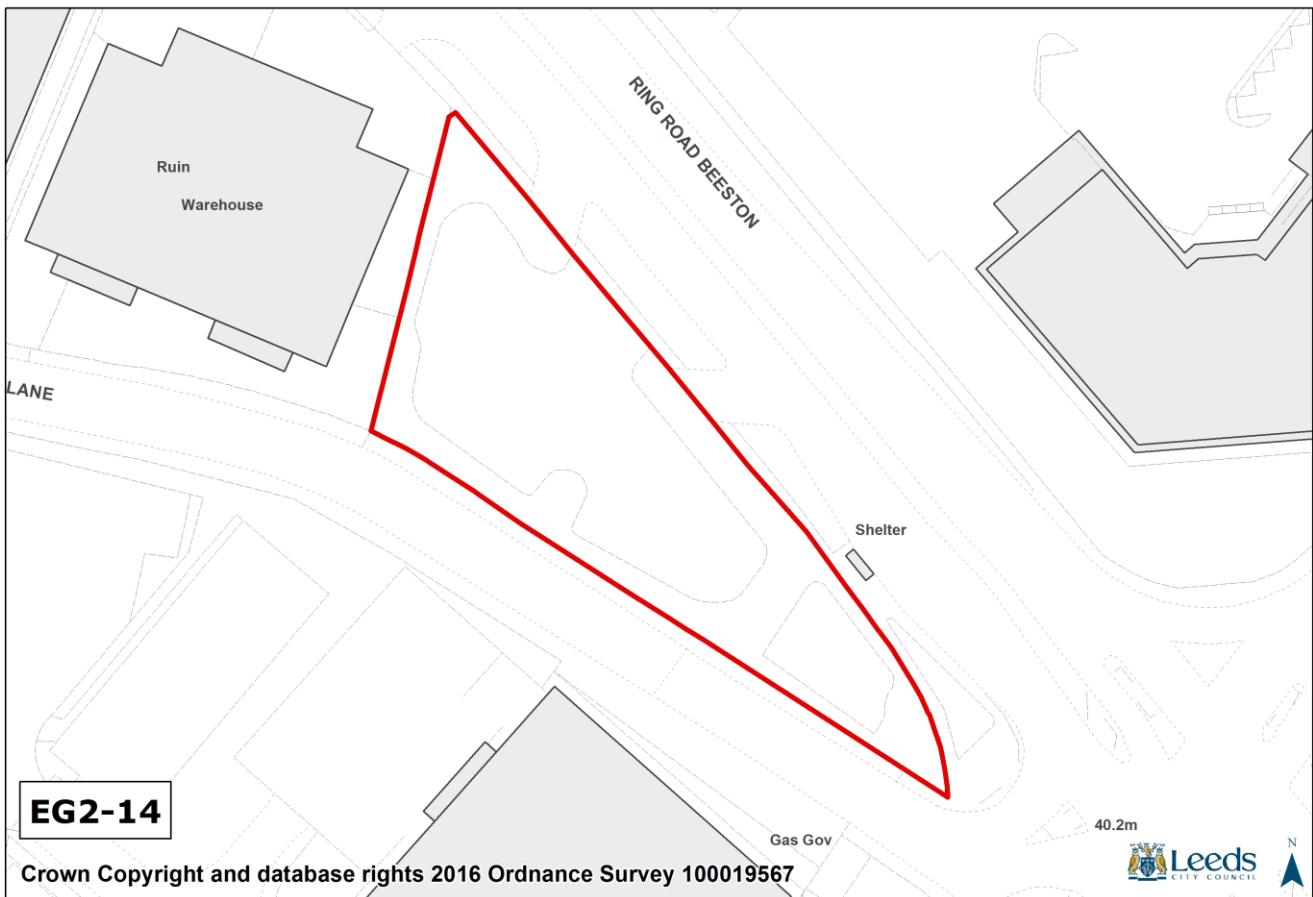 RING ROAD BEESTON
Ruin
Warehouse
LANE
Shelter
EG2-14
Gas Gov
40.2m
Leeds
CITY COUNCIL
N
Crown Copyright and database rights 2016 Ordnance Survey 100019567